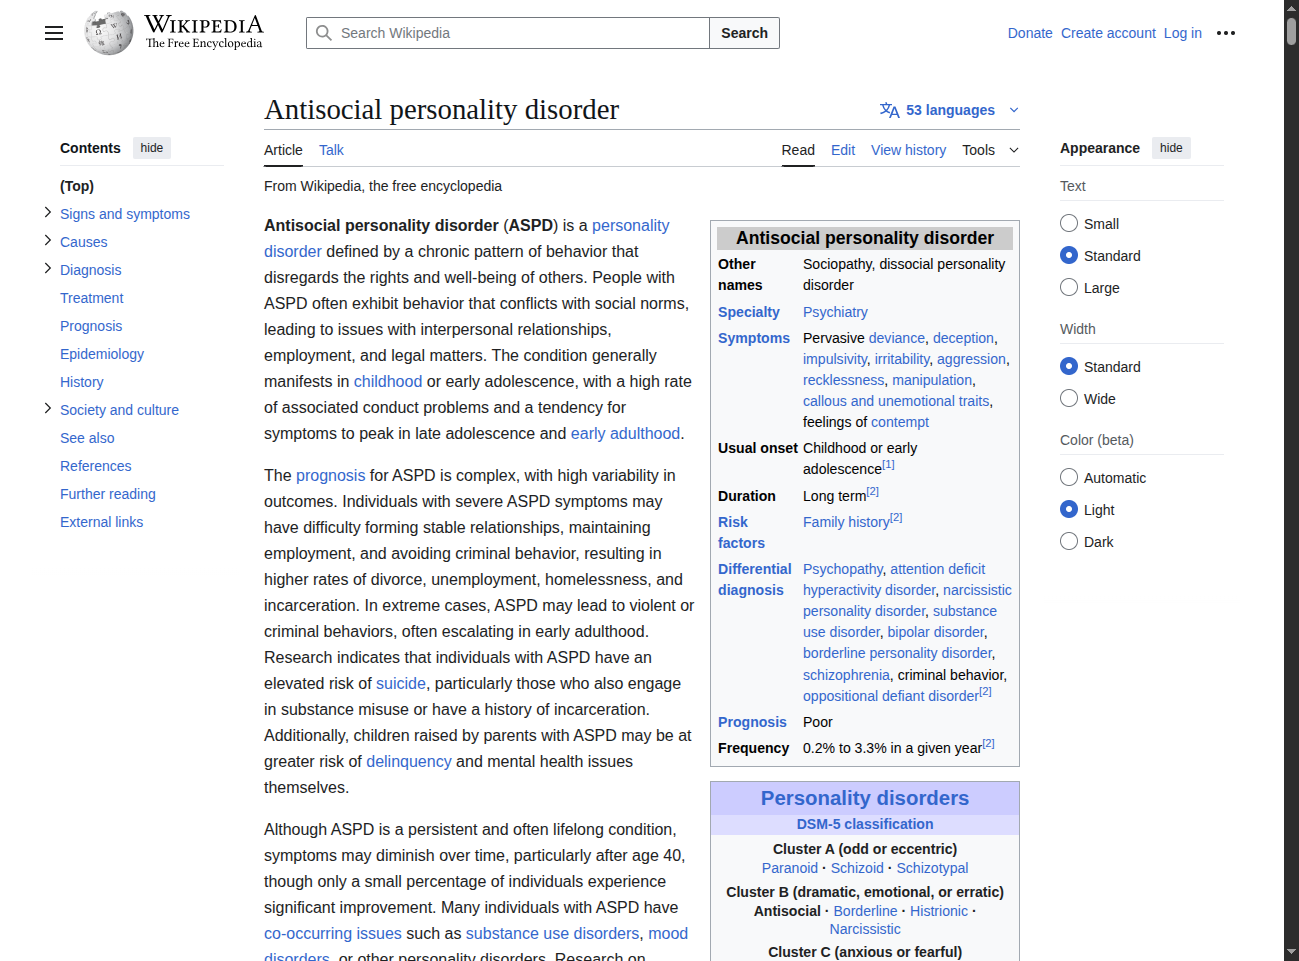 WIKIPEDIA
The Free Encyclopedia
Search Wikipedia
Search
Donate Create account Log in
Contents hide
(Top)
Signs and symptoms
Causes
Diagnosis
Treatment
Prognosis
Epidemiology
History
Society and culture
See also
References
Further reading
External links
Antisocial personality disorder
53 languages
Article Talk
Read Edit View history Tools
From Wikipedia, the free encyclopedia
Antisocial personality disorder (ASPD) is a personality
disorder defined by a chronic pattern of behavior that
disregards the rights and well-being of others. People with
ASPD often exhibit behavior that conflicts with social norms,
leading to issues with interpersonal relationships,
employment, and legal matters. The condition generally
manifests in childhood or early adolescence, with a high rate
of associated conduct problems and a tendency for
symptoms to peak in late adolescence and early adulthood.
The prognosis for ASPD is complex, with high variability in
outcomes. Individuals with severe ASPD symptoms may
have difficulty forming stable relationships, maintaining
employment, and avoiding criminal behavior, resulting in
higher rates of divorce, unemployment, homelessness, and
incarceration. In extreme cases, ASPD may lead to violent or
criminal behaviors, often escalating in early adulthood.
Research indicates that individuals with ASPD have an
elevated risk of suicide, particularly those who also engage
in substance misuse or have a history of incarceration.
Additionally, children raised by parents with ASPD may be at
greater risk of delinquency and mental health issues
themselves.
Although ASPD is a persistent and often lifelong condition,
symptoms may diminish over time, particularly after age 40,
though only a small percentage of individuals experience
significant improvement. Many individuals with ASPD have
co-occurring issues such as substance use disorders, mood
disorders, or other personality disorders. Research on
Antisocial personality disorder
Other names Sociopathy, dissocial personality
disorder
Specialty Psychiatry
Symptoms Pervasive deviance, deception,
impulsivity, irritability, aggression,
recklessness, manipulation,
callous and unemotional traits,
feelings of contempt
Usual onset Childhood or early
adolescence[1]
Duration Long term[2]
Risk factors Family history[2]
Differential diagnosis Psychopathy, attention deficit
hyperactivity disorder, narcissistic
personality disorder, substance
use disorder, bipolar disorder,
borderline personality disorder,
schizophrenia, criminal behavior,
oppositional defiant disorder[2]
Prognosis Poor
Frequency 0.2% to 3.3% in a given year[2]
Personality disorders
DSM-5 classification
Cluster A (odd or eccentric)
Paranoid · Schizoid · Schizotypal
Cluster B (dramatic, emotional, or erratic)
Antisocial · Borderline · Histrionic ·
Narcissistic
Cluster C (anxious or fearful)
Appearance hide
Text
Small
Standard
Large
Width
Standard
Wide
Color (beta)
Automatic
Light
Dark